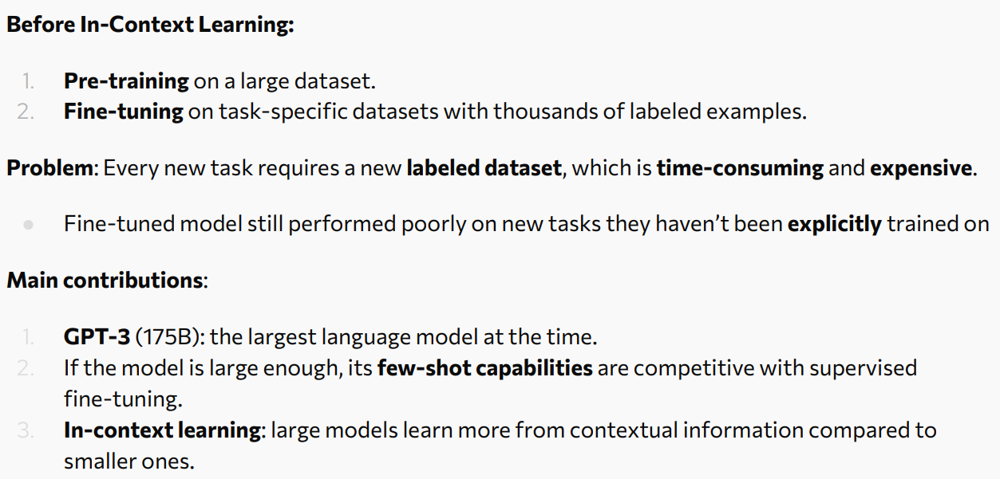 Before In-Context Learning:
1. Pre-training on a large dataset.
2. Fine-tuning on task-specific datasets with thousands of labeled examples.
Problem: Every new task requires a new labeled dataset, which is time-consuming and expensive.
● Fine-tuned model still performed poorly on new tasks they haven’t been explicitly trained on
Main contributions:
1. GPT-3 (175B): the largest language model at the time.
2. If the model is large enough, its few-shot capabilities are competitive with supervised
fine-tuning.
3. In-context learning: large models learn more from contextual information compared to
smaller ones.